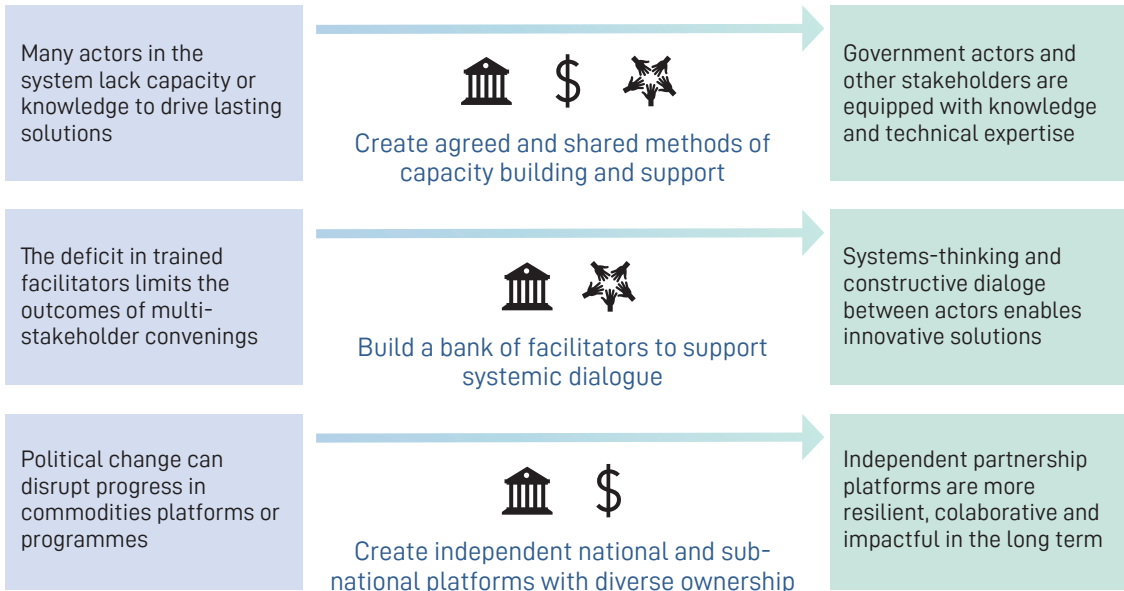 Many actors in the
system lack capacity or
knowledge to drive lasting
solutions
$
Create agreed and shared methods of
capacity building and support
Government actors and
other stakeholders are
equipped with knowledge
and technical expertise
The deficit in trained
facilitators limits the
outcomes of multi-
stakeholder convenings
Build a bank of facilitators to support
systemic dialogue
Systems-thinking and
constructive dialoge
between actors enables
innovative solutions
Political change can
disrupt progress in
commodities platforms or
programmes
$
Create independent national and sub-
national platforms with diverse ownership
Independent partnership
platforms are more
resilient, colaborative and
impactful in the long term